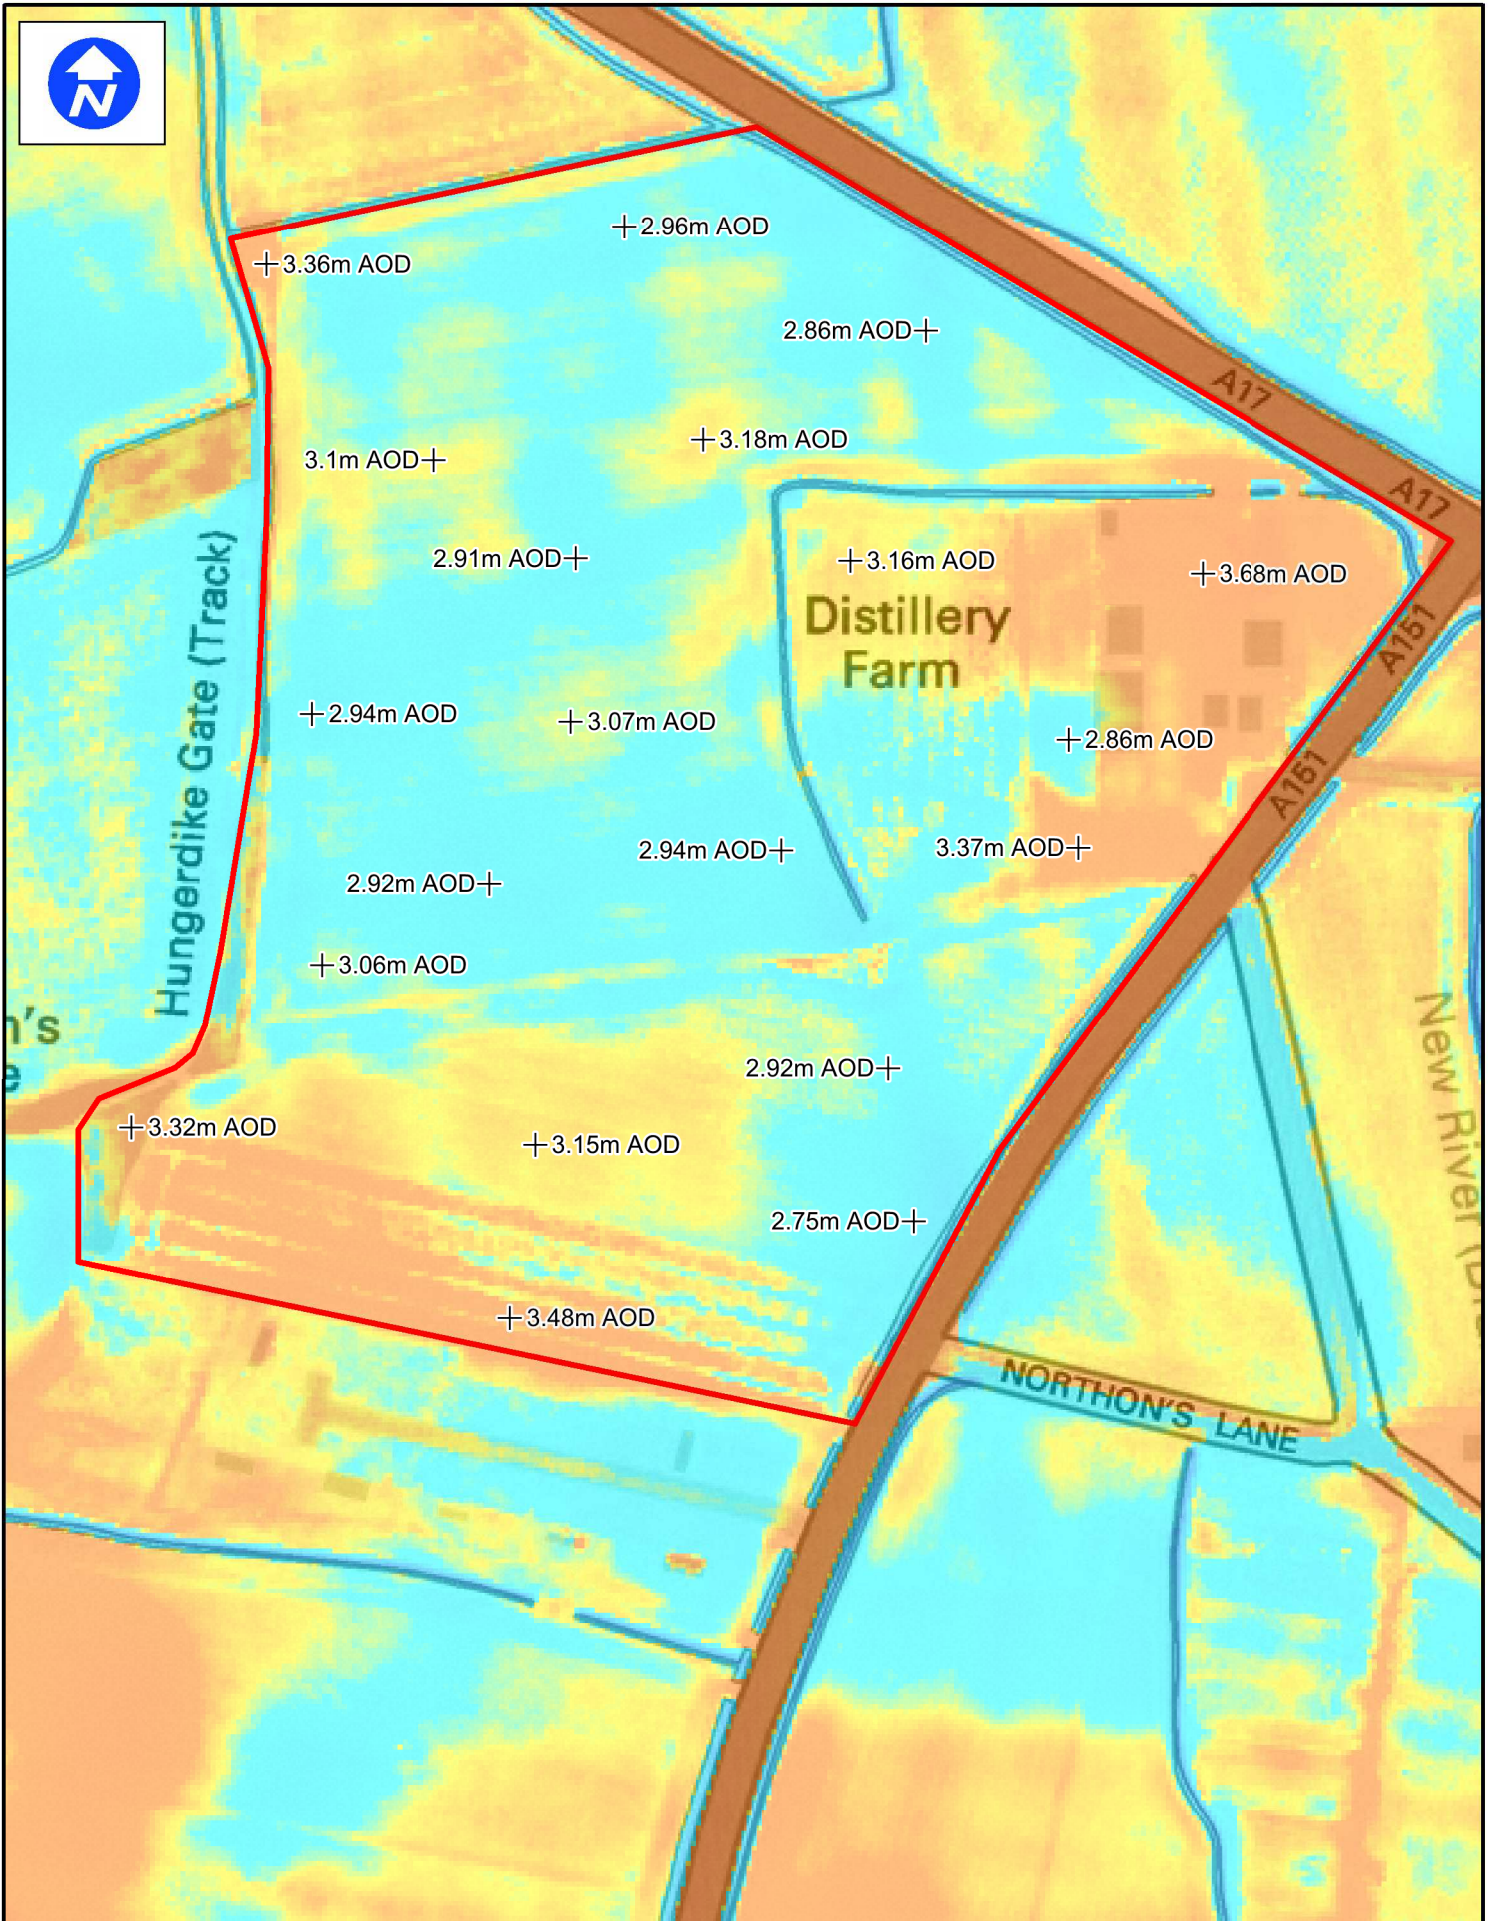 N
2.96m AOD
3.36m AOD
2.86m AOD
A17
3.18m AOD
3.1m AOD
A17
2.91m AOD
3.16m AOD
3.68m AOD
Distillery
Farm
A151
Hungerdike Gate (Track)
2.94m AOD
3.07m AOD
2.86m AOD
A151
2.94m AOD
3.37m AOD
2.92m AOD
3.06m AOD
n's
e
New River (D
2.92m AOD
3.32m AOD
3.15m AOD
2.75m AOD
3.48m AOD
NORTHON'S LANE